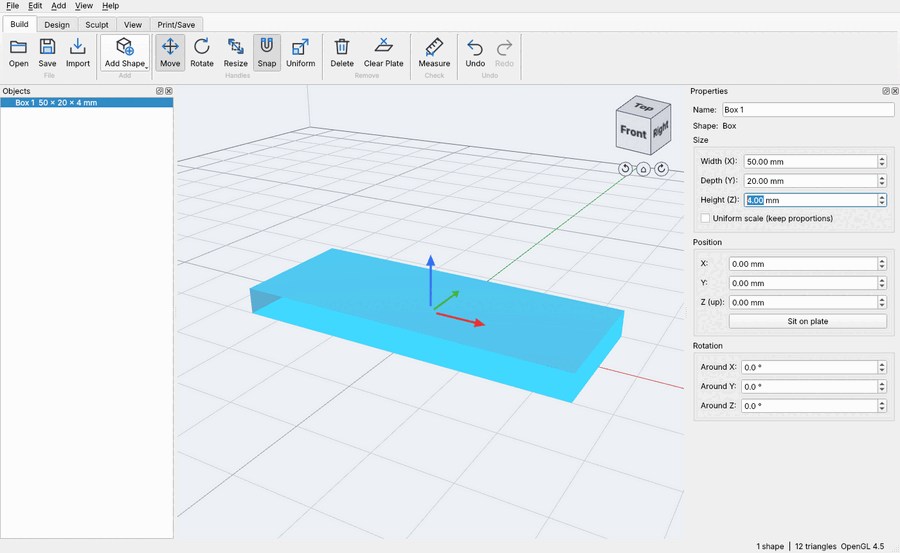 File Edit Add View Help
Build Design Sculpt View Print/Save
Open Save Import Add Shape Move Rotate Resize Snap Uniform Delete Clear Plate Measure Undo Redo
File Add Handles Remove Check Undo
Objects
Box 1 50 × 20 × 4 mm
Top
Front Right
Properties
Name: Box 1
Shape: Box
Size
Width (X): 50.00 mm
Depth (Y): 20.00 mm
Height (Z): 4.00 mm
Uniform scale (keep proportions)
Position
X: 0.00 mm
Y: 0.00 mm
Z (up): 0.00 mm
Sit on plate
Rotation
Around X: 0.0 °
Around Y: 0.0 °
Around Z: 0.0 °
1 shape | 12 triangles OpenGL 4.5